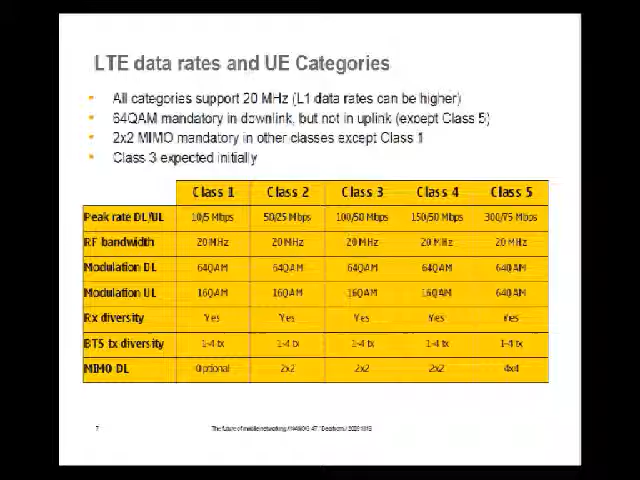 LTE data rates and UE Categories
All categories support 20 MHz (L1 data rates can be higher)
64QAM mandatory in downlink, but not in uplink (except Class 5)
2x2 MIMO mandatory in other classes except Class 1
Class 3 expected initially
Class 1 Class 2 Class 3 Class 4 Class 5
Peak rate DL/UL 10/5 Mbps 50/25 Mbps 100/50 Mbps 150/50 Mbps 300/75 Mbps
RF bandwidth 20 MHz 20 MHz 20 MHz 20 MHz 20 MHz
Modulation DL 64QAM 64QAM 64QAM 64QAM 64QAM
Modulation UL 16QAM 16QAM 16QAM 16QAM 64QAM
Rx diversity Yes Yes Yes Yes Yes
BTS tx diversity 1-4 tx 1-4 tx 1-4 tx 1-4 tx 1-4 tx
MIMO DL Optional 2x2 2x2 2x2 4x4
7 The future of mobile networking /